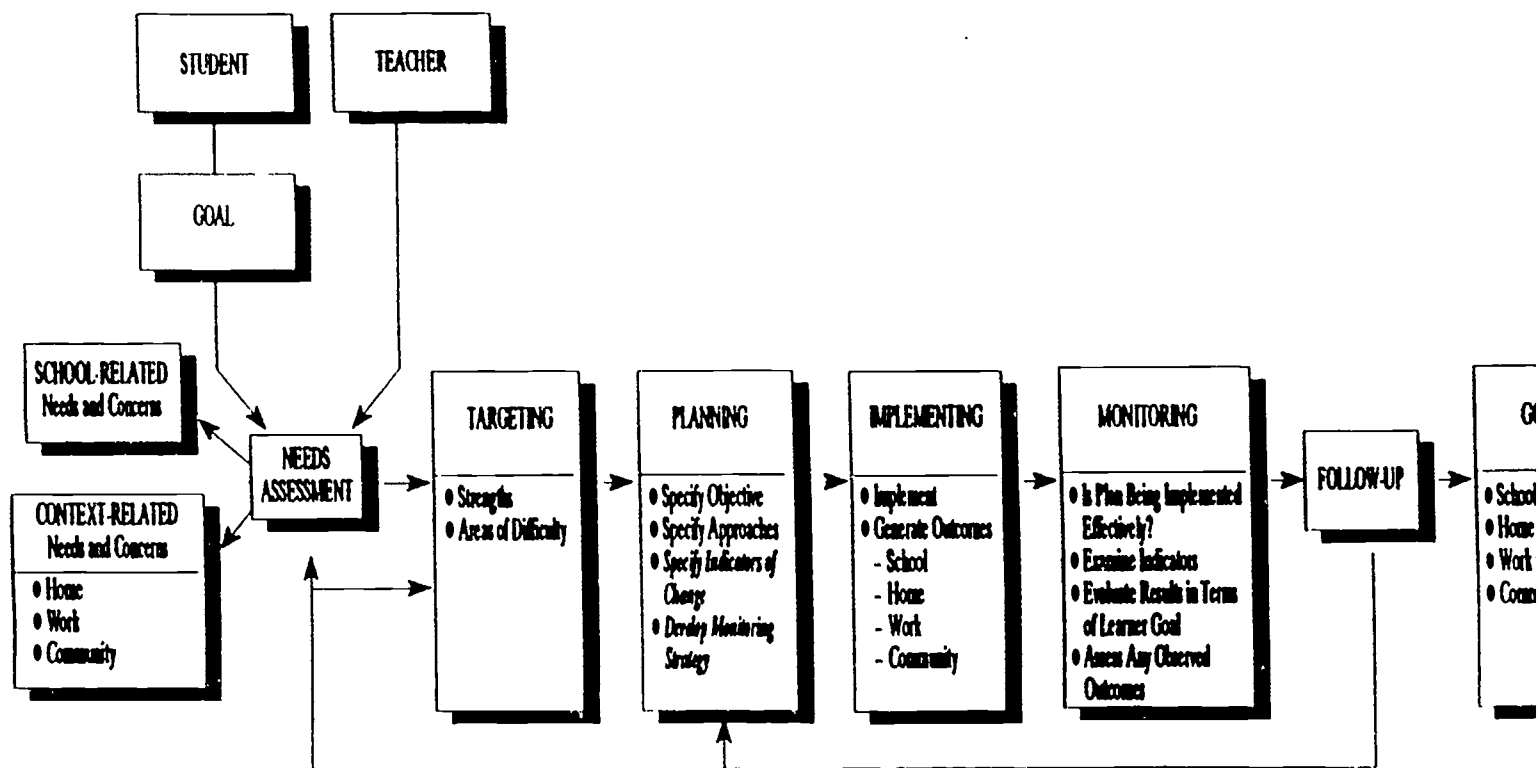 STUDENT
TEACHER
GOAL
SCHOOL-RELATED
Needs and Concerns
NEEDS
ASSESSMENT
CONTEXT-RELATED
Needs and Concerns
● Home
● Work
● Community
TARGETING
● Strengths
● Areas of Difficulty
PLANNING
● Specify Objective
● Specify Approaches
● Specify Indicators of
Change
● Develop Monitoring
Strategy
IMPLEMENTING
● Implement
● Generate Outcomes
- School
- Home
- Work
- Community
MONITORING
● Is Plan Being Implemented
Effectively?
● Examine Indicators
● Evaluate Results in Terms
of Learner Goal
● Assess Any Observed
Outcomes
FOLLOW-UP
● School
● Home
● Work